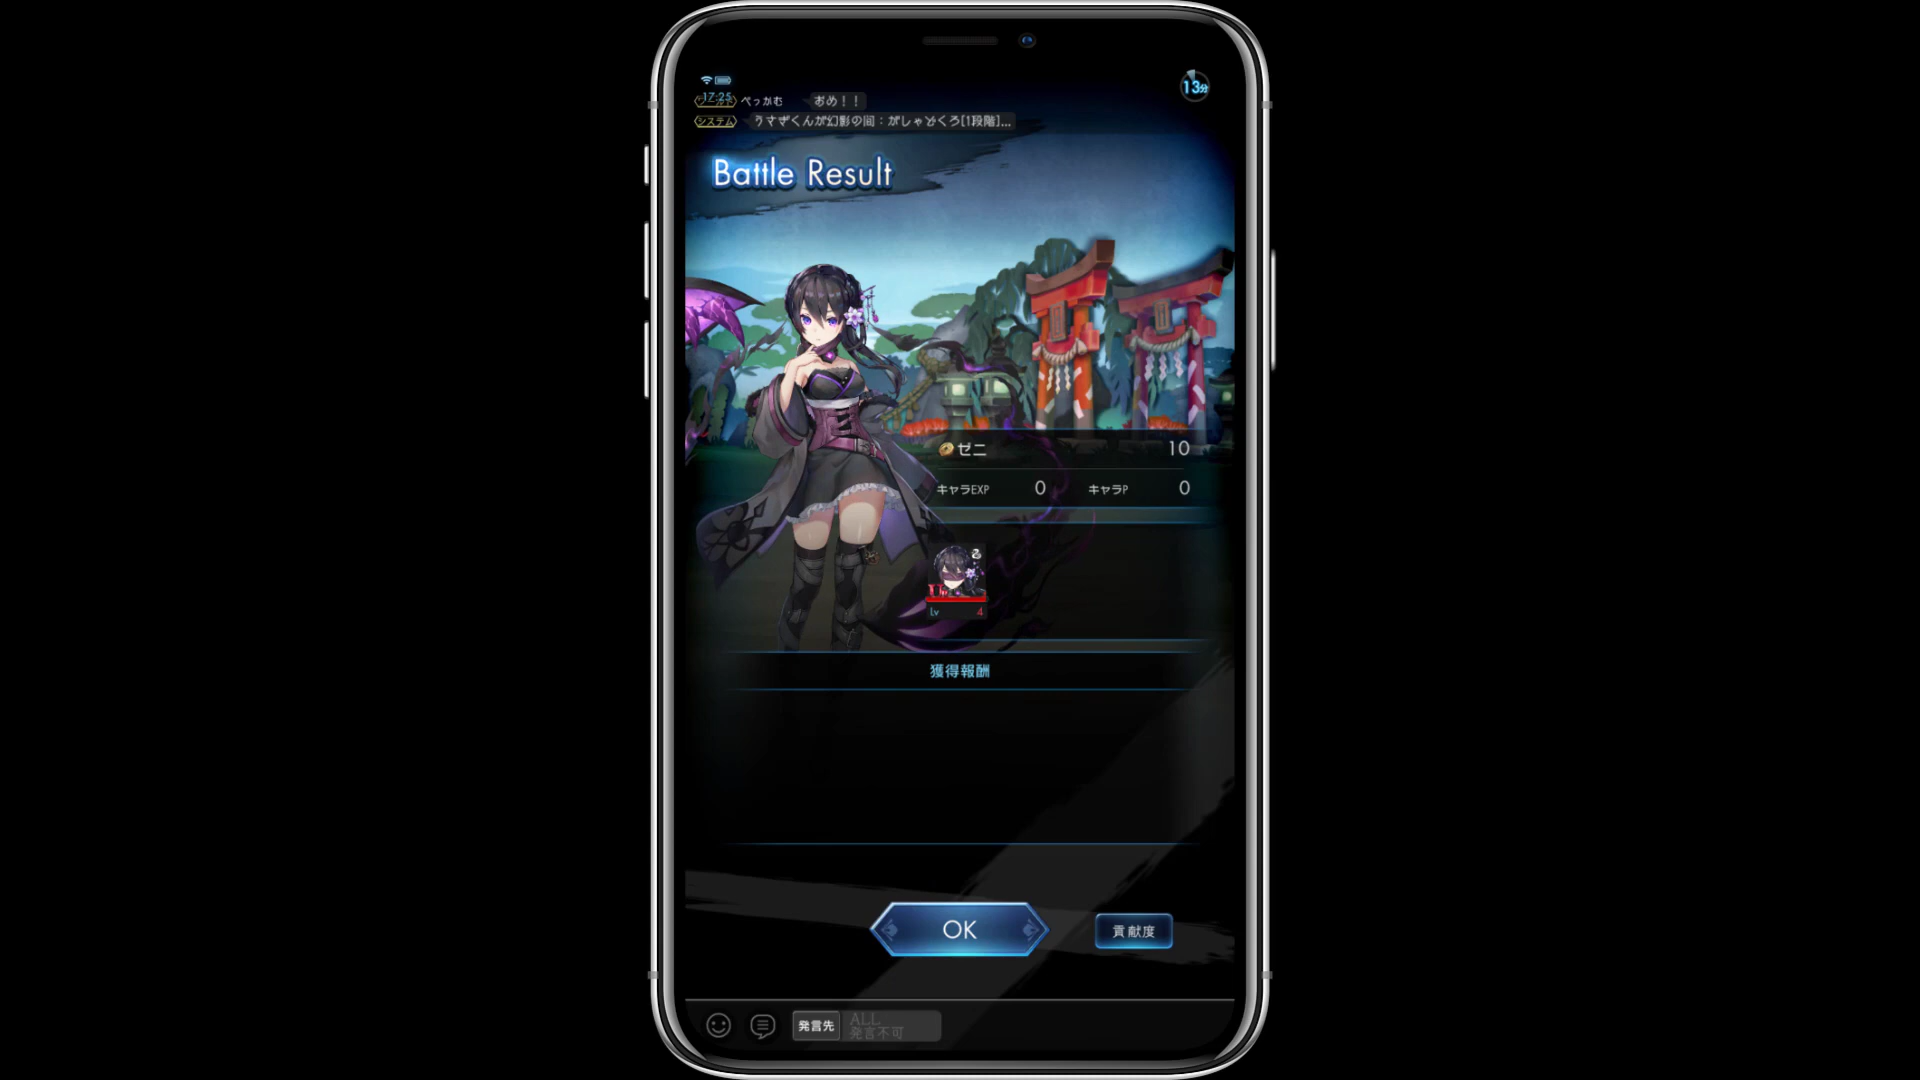 13分
17:25
ぺっかむ おめ！！
システム うさぎくんが幻影の間：がしゃどくろ[1段階]...
Battle Result
ゼニ 10
キャラEXP 0 キャラP 0
Lv 4
獲得報酬
OK
貢献度
発言先
ALL
発言不可